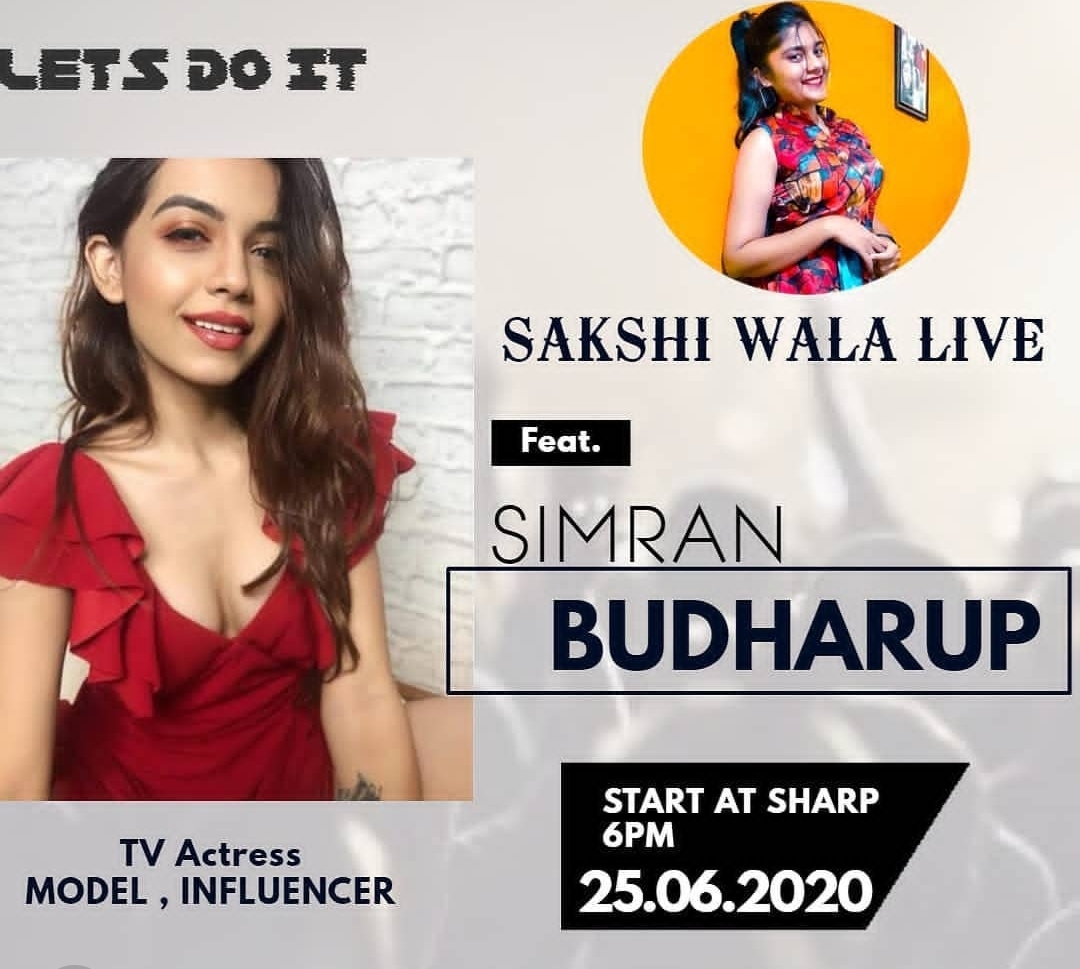 LETS DO IT
SAKSHI WALA LIVE
Feat.
SIMRAN
BUDHARUP
START AT SHARP
6PM
25.06.2020
TV Actress
MODEL , INFLUENCER